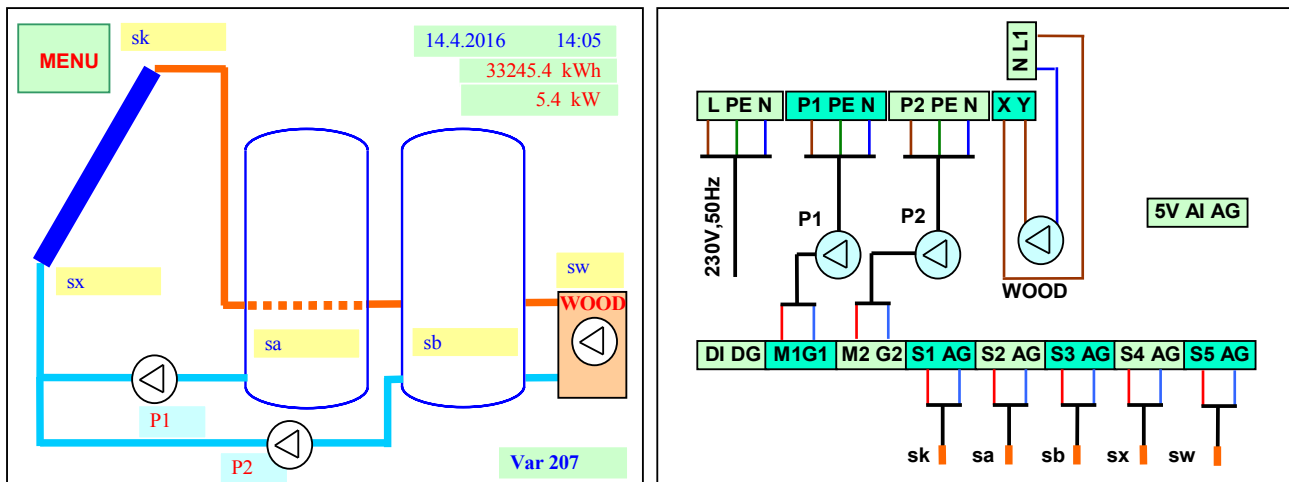 sk
MENU
14.4.2016 14:05
33245.4 kWh
5.4 kW
sx
sw
WOOD
sa
sb
P1
P2
Var 207
N L1
L PE N
P1 PE N
P2 PE N
X Y
230V,50Hz
P1
P2
5V AI AG
WOOD
DI DG
M1G1
M2 G2
S1 AG
S2 AG
S3 AG
S4 AG
S5 AG
sk
sa
sb
sx
sw